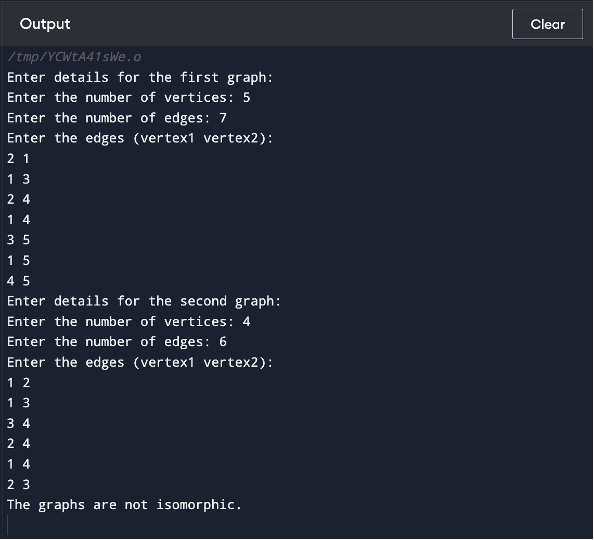 Output
Clear
/tmp/YCWtA41sWe.o
Enter details for the first graph:
Enter the number of vertices: 5
Enter the number of edges: 7
Enter the edges (vertex1 vertex2):
2 1
1 3
2 4
1 4
3 5
1 5
4 5
Enter details for the second graph:
Enter the number of vertices: 4
Enter the number of edges: 6
Enter the edges (vertex1 vertex2):
1 2
1 3
3 4
2 4
1 4
2 3
The graphs are not isomorphic.